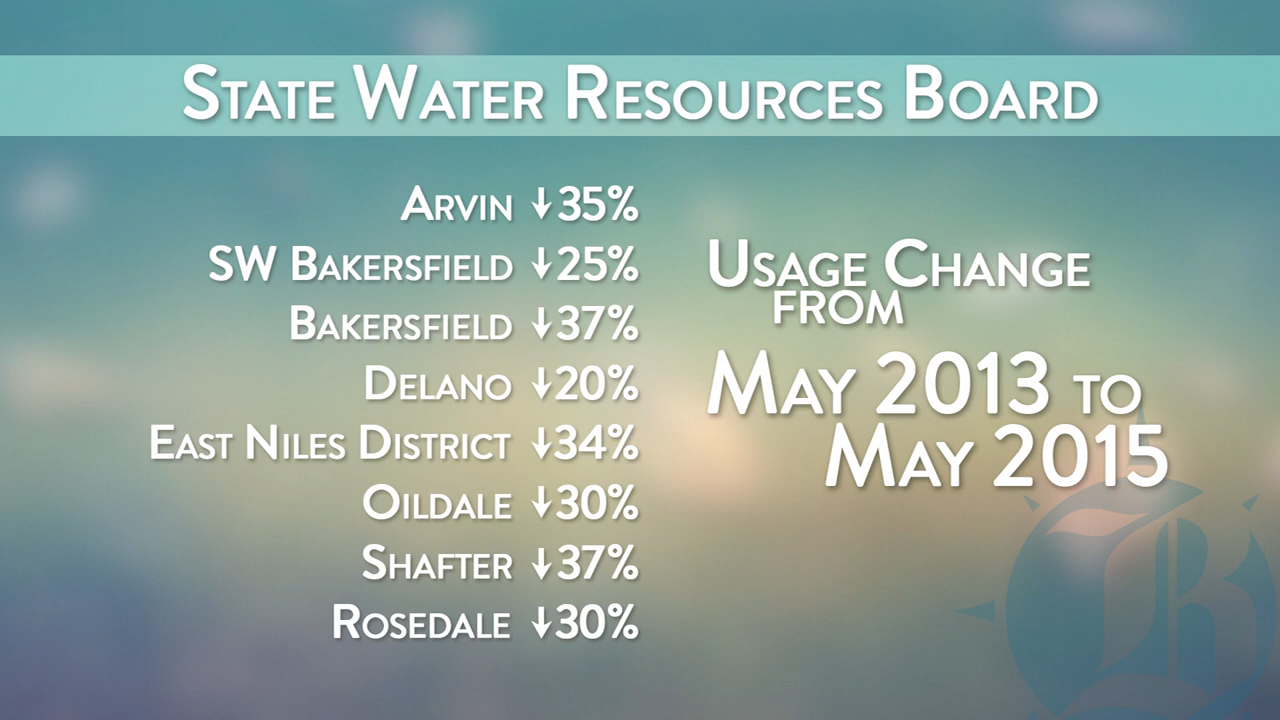 State Water Resources Board
Arvin ↓35%
SW Bakersfield ↓25%
Bakersfield ↓37%
Delano ↓20%
East Niles District ↓34%
Oildale ↓30%
Shafter ↓37%
Rosedale ↓30%
Usage Change
from
May 2013 to
May 2015